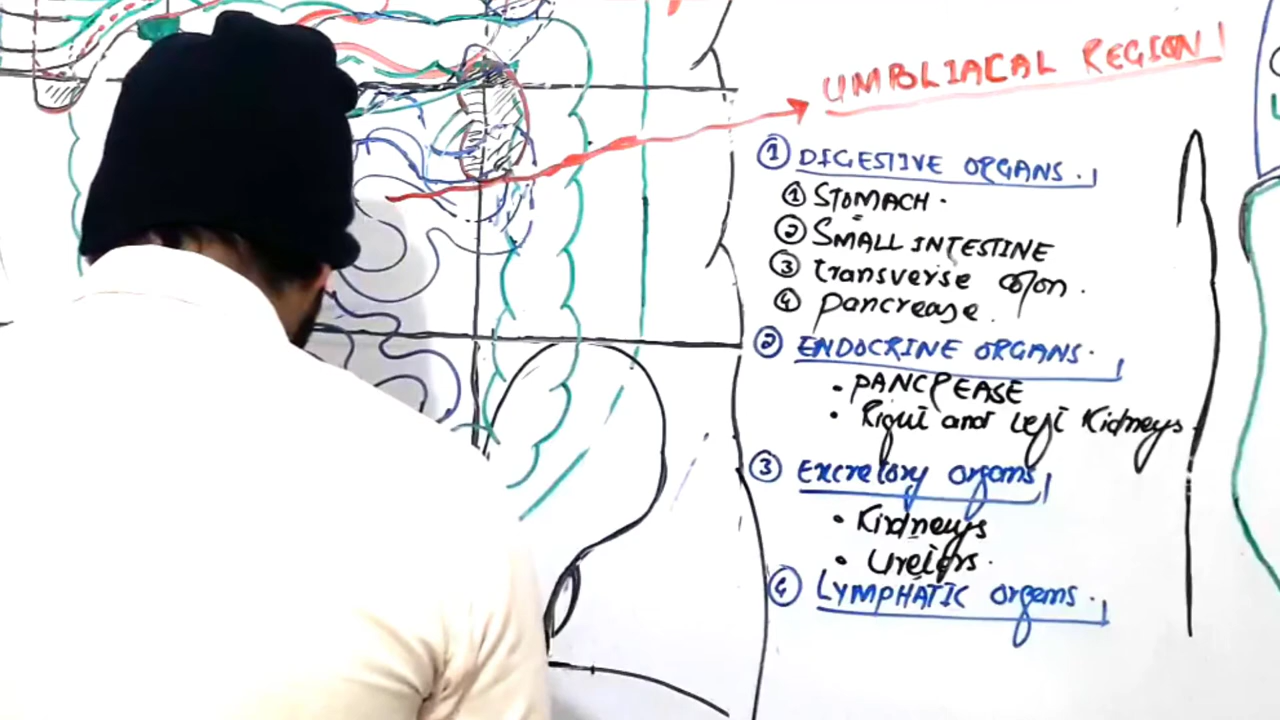 UMBLIACAL REGION
① DIGESTIVE ORGANS.
① STOMACH.
② SMALL INTESTINE
③ transverse colon.
④ pancrease.
② ENDOCRINE ORGANS.
• PANCREASE
• Right and Left Kidneys.
③ Excretory organs
• Kirdneys
• Ureters.
④ LYMPHATIC organs.